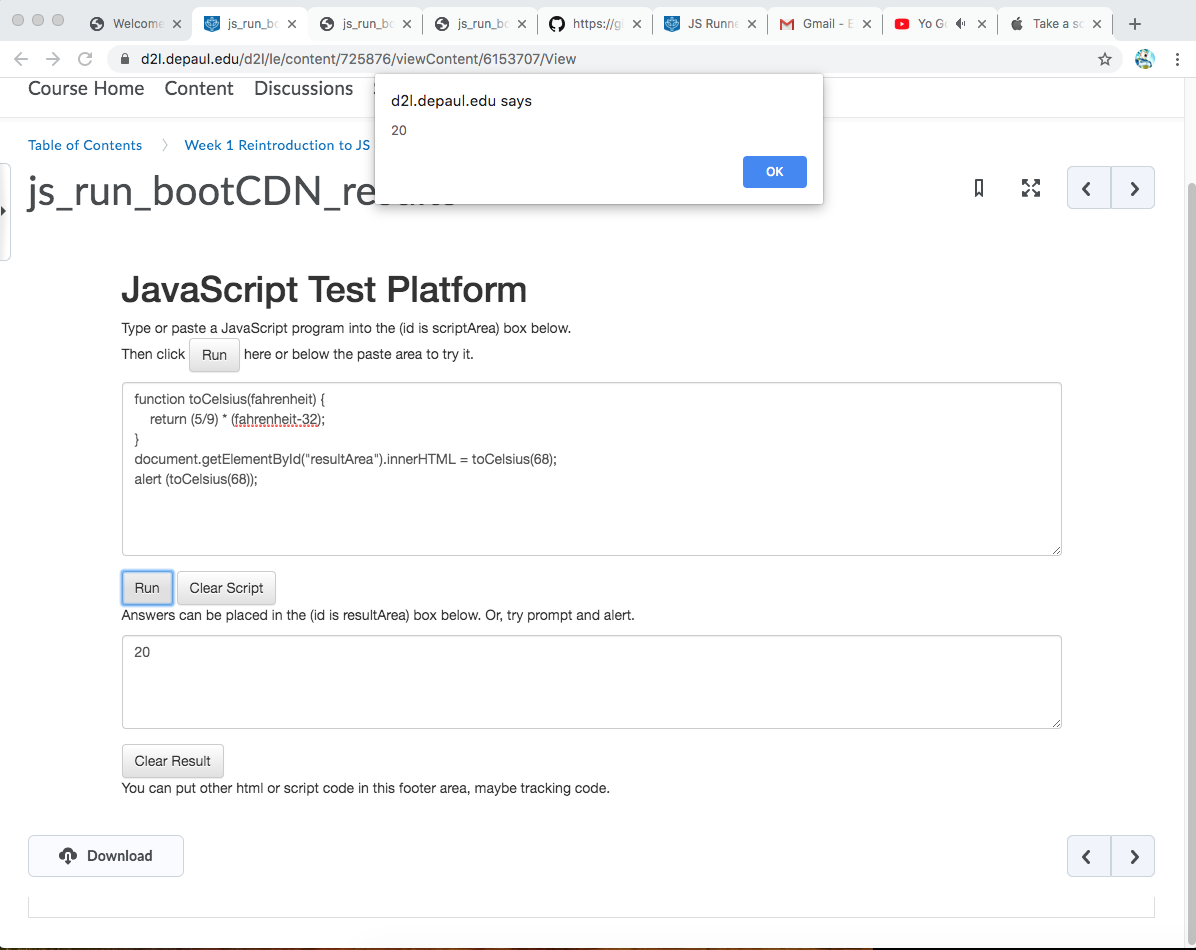 Welcome
js_run_bo
js_run_bo
js_run_bo
https://gi
JS Runne
Gmail - E
Yo Go
Take a sc
d2l.depaul.edu/d2l/le/content/725876/viewContent/6153707/View
Course Home Content Discussions
d2l.depaul.edu says
20
OK
Table of Contents
Week 1 Reintroduction to JS
js_run_bootCDN_results
JavaScript Test Platform
Type or paste a JavaScript program into the (id is scriptArea) box below.
Then click Run here or below the paste area to try it.
function toCelsius(fahrenheit) {
return (5/9) * (fahrenheit-32);
}
document.getElementById("resultArea").innerHTML = toCelsius(68);
alert (toCelsius(68));
Run Clear Script
Answers can be placed in the (id is resultArea) box below. Or, try prompt and alert.
20
Clear Result
You can put other html or script code in this footer area, maybe tracking code.
Download